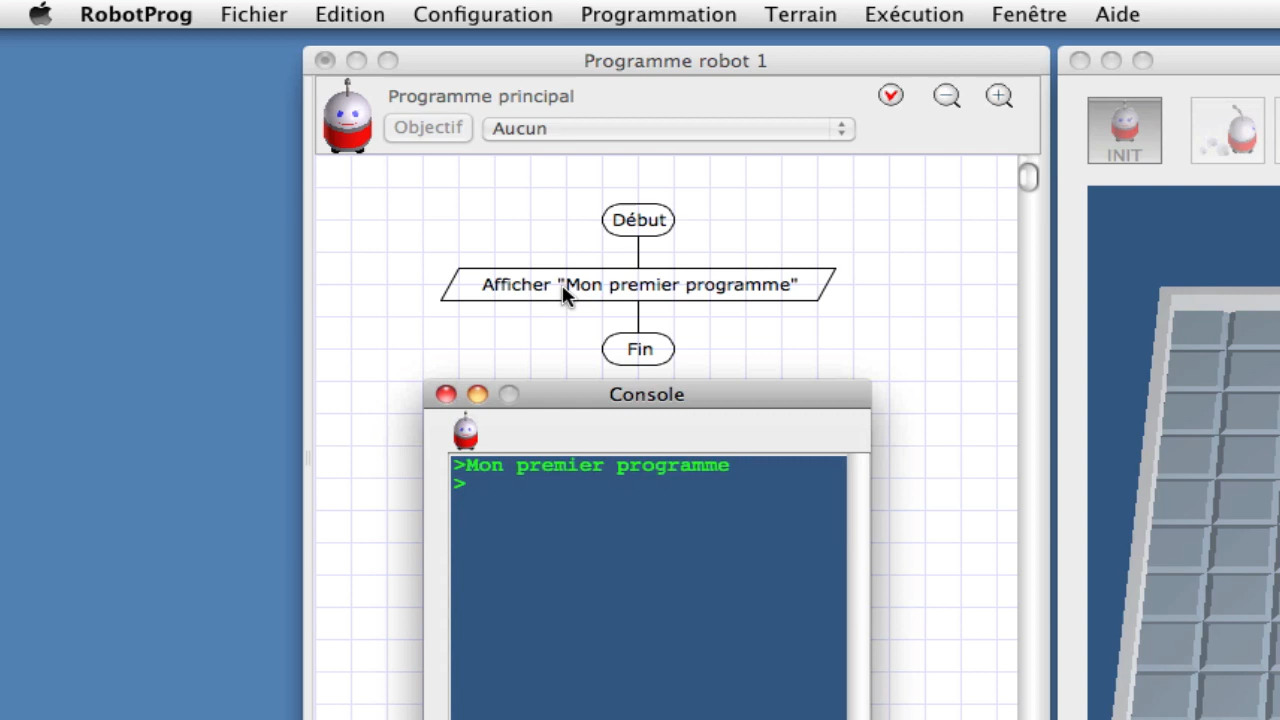 RobotProg Fichier Edition Configuration Programmation Terrain Exécution Fenêtre Aide
Programme robot 1
Programme principal
Objectif Aucun
INIT
Début
Afficher "Mon premier programme"
Fin
Console
>Mon premier programme
>